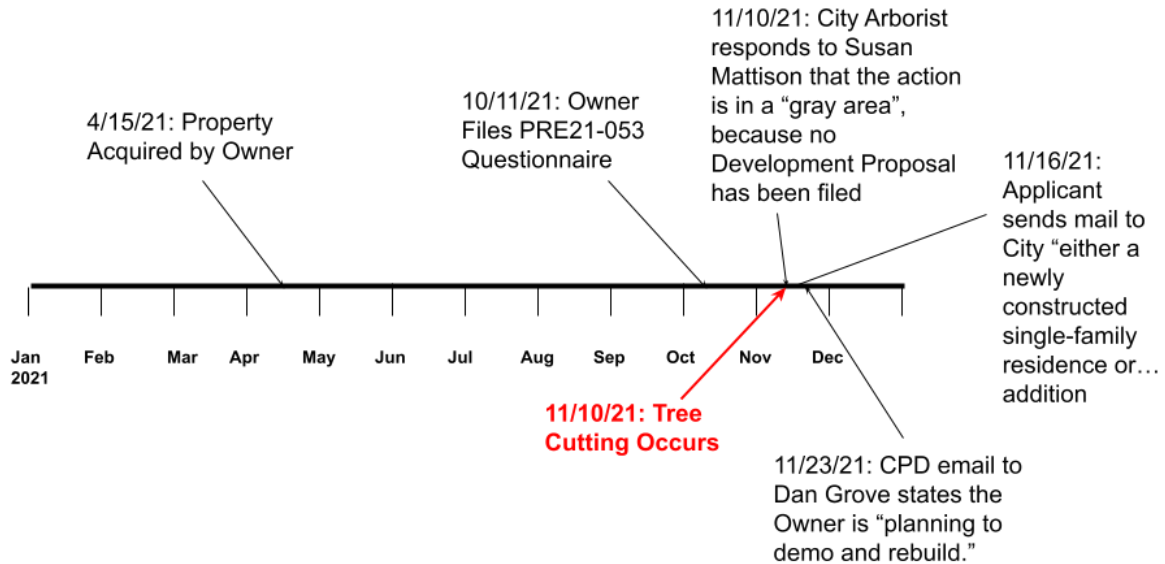 4/15/21: Property
Acquired by Owner
10/11/21: Owner
Files PRE21-053
Questionnaire
11/10/21: City Arborist
responds to Susan
Mattison that the action
is in a “gray area”,
because no
Development Proposal
has been filed
11/16/21:
Applicant
sends mail to
City “either a
newly
constructed
single-family
residence or…
addition
Jan
2021
Feb
Mar
Apr
May
Jun
Jul
Aug
Sep
Oct
Nov
Dec
11/10/21: Tree
Cutting Occurs
11/23/21: CPD email to
Dan Grove states the
Owner is “planning to
demo and rebuild.”